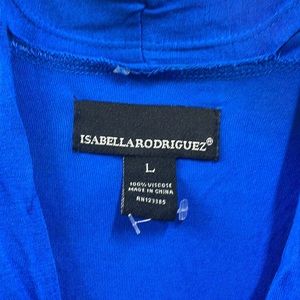 ISABELLARODRIGUEZ®
L
100% VISCOSE
MADE IN CHINA
RN123385